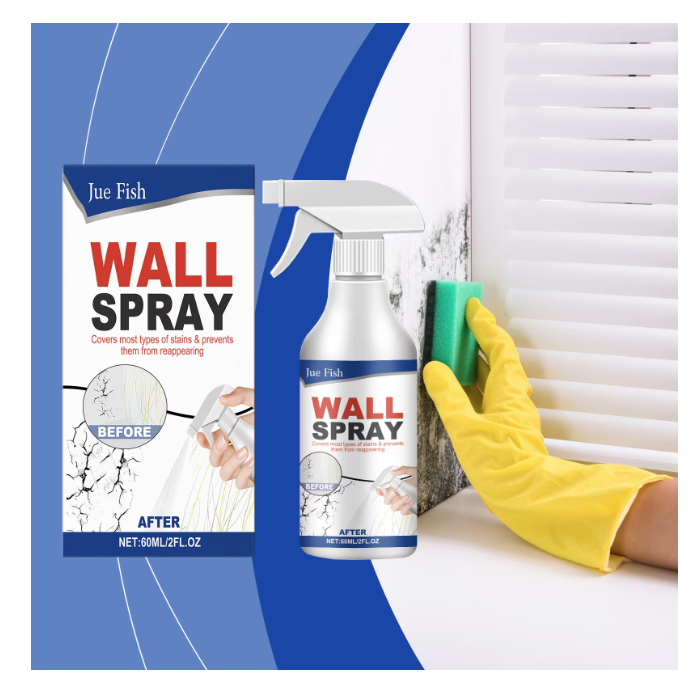 Jue Fish
WALL
SPRAY
Covers most types of stains & prevents
them from reappearing
BEFORE
AFTER
NET:60ML/2FL.OZ
Jue Fish
WALL
SPRAY
Covers most types of stains & prevents
them from reappearing
BEFORE
AFTER
NET:60ML/2FL.OZ